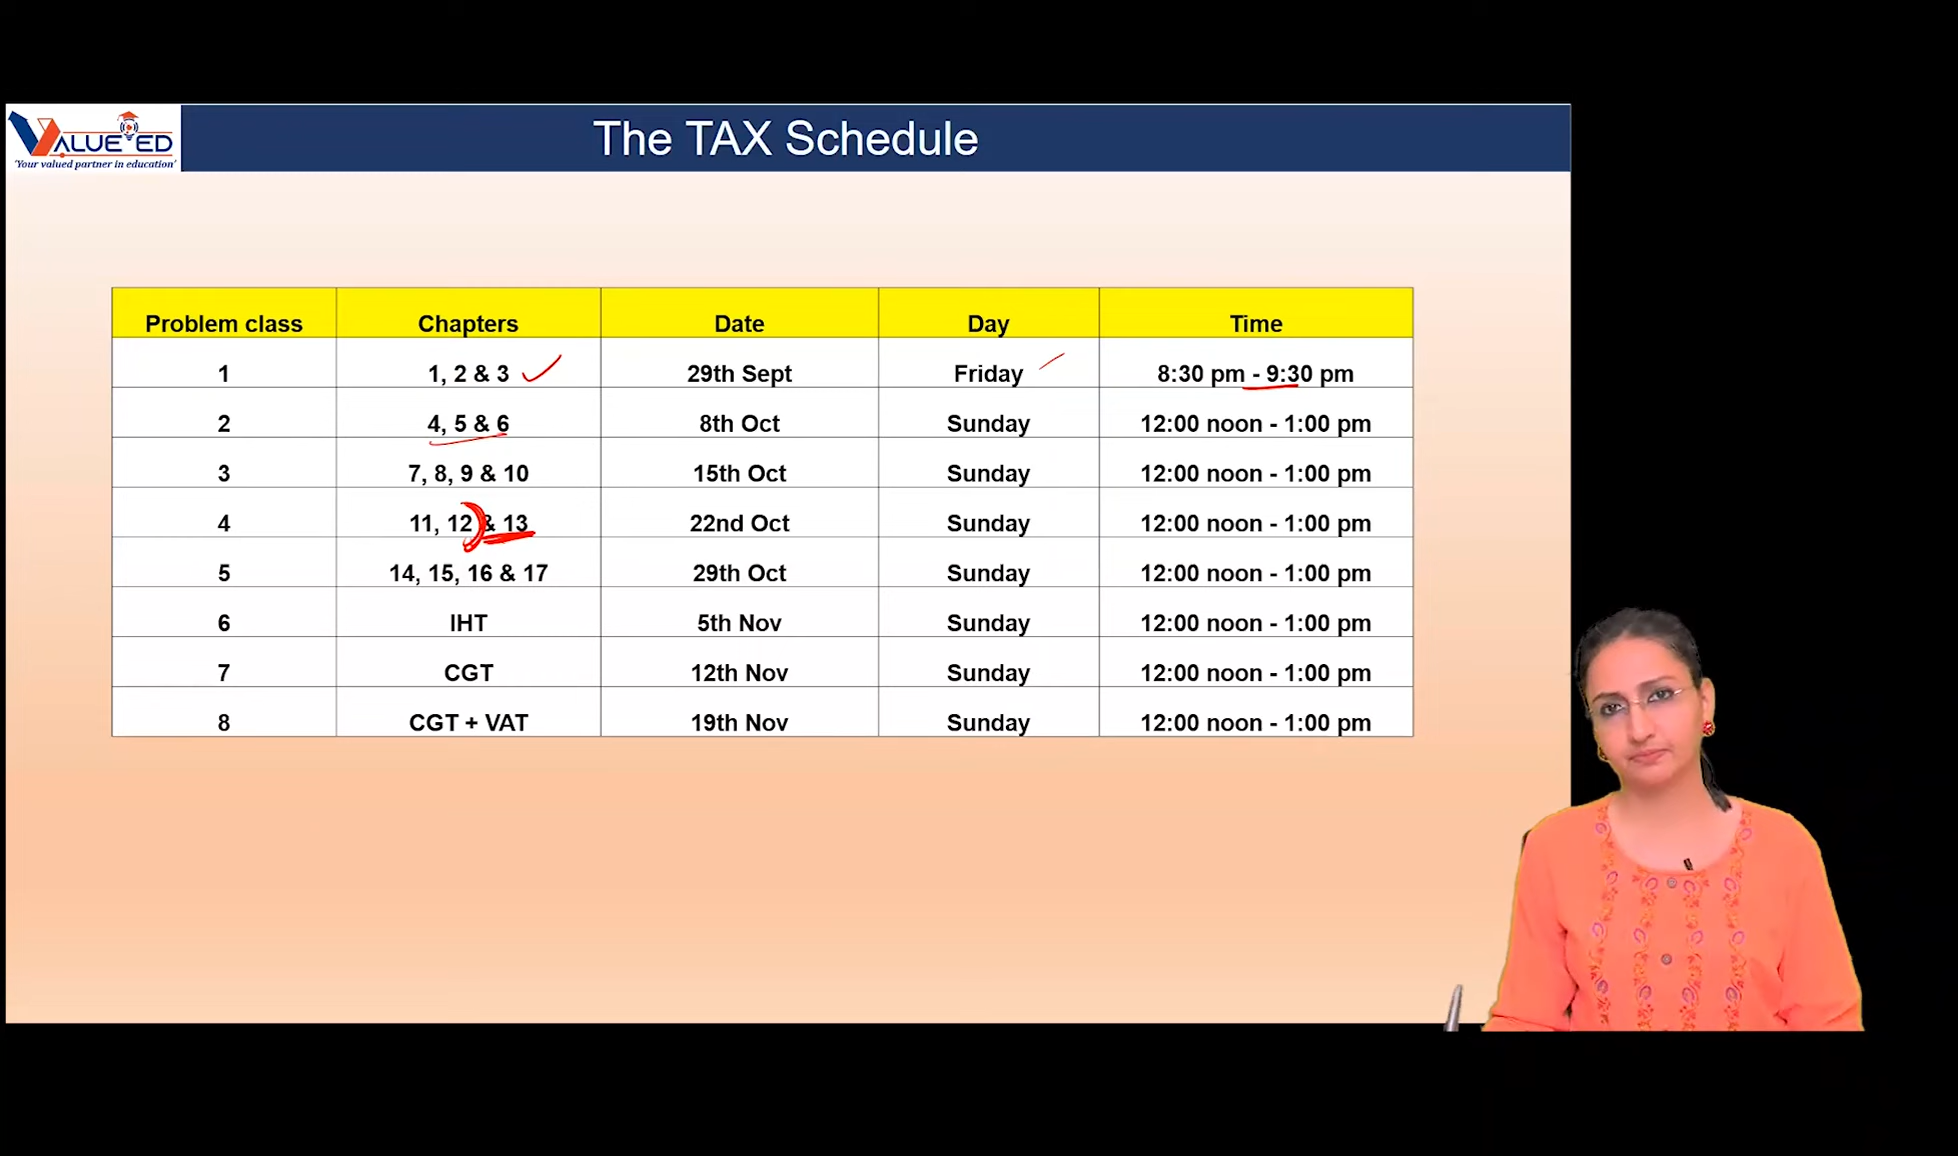 VALUE ED
'Your valued partner in education'
The TAX Schedule
Problem class Chapters Date Day Time
1 1, 2 & 3 29th Sept Friday 8:30 pm - 9:30 pm
2 4, 5 & 6 8th Oct Sunday 12:00 noon - 1:00 pm
3 7, 8, 9 & 10 15th Oct Sunday 12:00 noon - 1:00 pm
4 11, 12 & 13 22nd Oct Sunday 12:00 noon - 1:00 pm
5 14, 15, 16 & 17 29th Oct Sunday 12:00 noon - 1:00 pm
6 IHT 5th Nov Sunday 12:00 noon - 1:00 pm
7 CGT 12th Nov Sunday 12:00 noon - 1:00 pm
8 CGT + VAT 19th Nov Sunday 12:00 noon - 1:00 pm